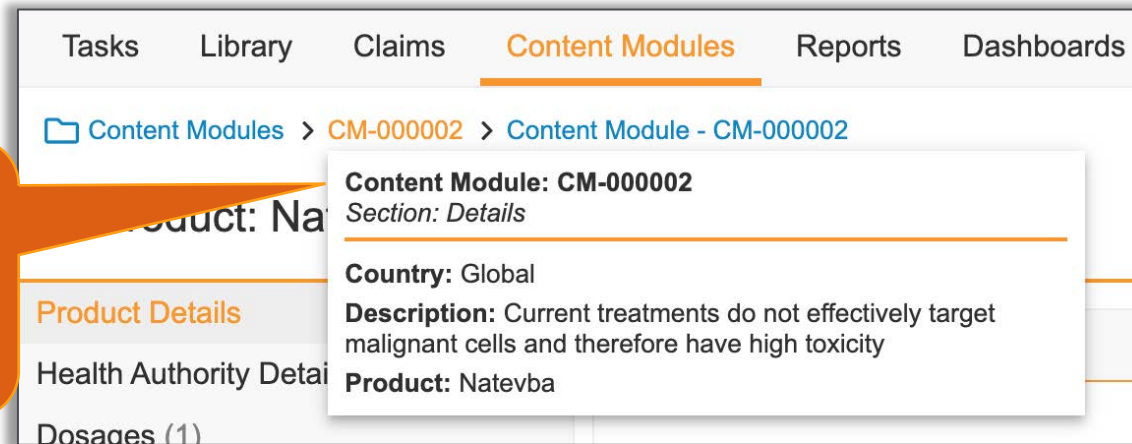 Tasks Library Claims Content Modules Reports Dashboards
Content Modules > CM-000002 > Content Module - CM-000002
Content Module: CM-000002
Section: Details
Country: Global
Description: Current treatments do not effectively target
malignant cells and therefore have high toxicity
Product: Natevba
Product Details
Health Authority
Dosages (1)